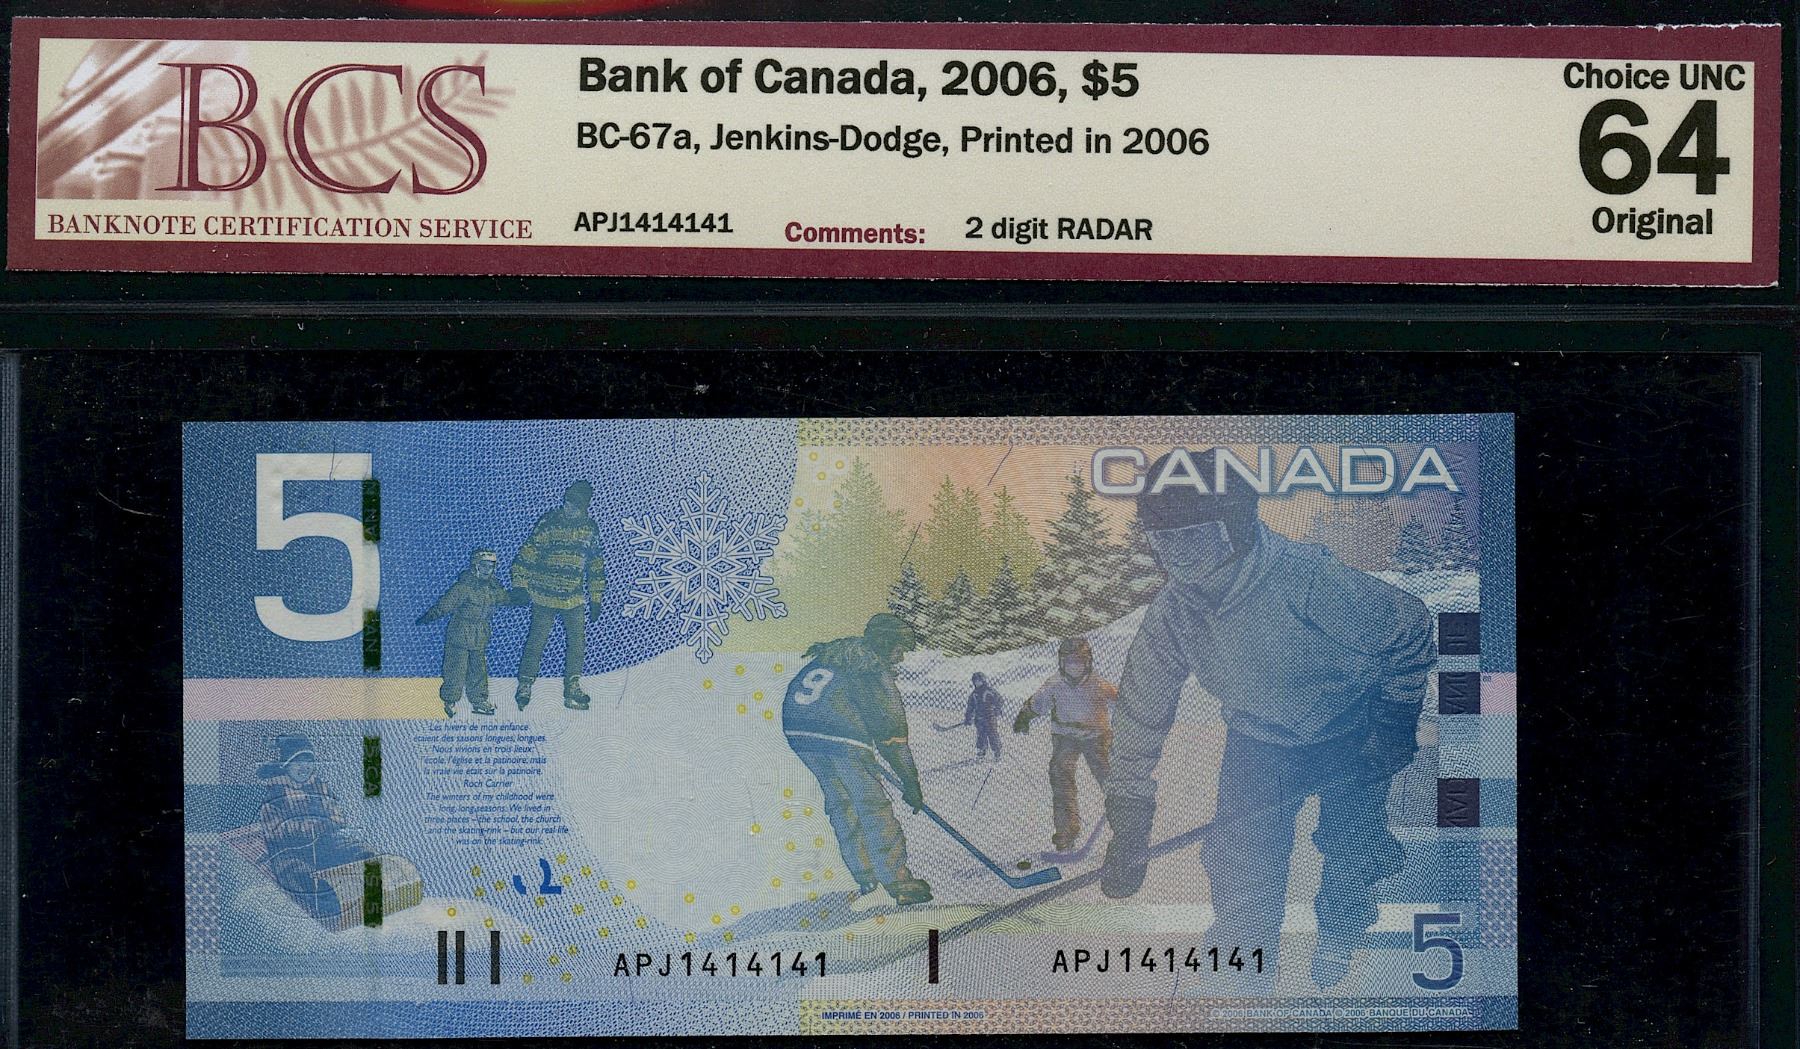 BCS
BANKNOTE CERTIFICATION SERVICE
Bank of Canada, 2006, $5
BC-67a, Jenkins-Dodge, Printed in 2006
APJ1414141 Comments: 2 digit RADAR
Choice UNC
64
Original
5
CANADA
9
Les hivers de mon enfance
étaient des saisons longues, longues.
Nous vivions en trois lieux:
l'école, l'église et la patinoire; mais
la vraie vie était sur la patinoire.
Roch Carrier
The winters of my childhood were
long, long seasons. We lived in
three places – the school, the church
and the skating-rink – but our real life
was on the skating-rink.
APJ1414141
APJ1414141
5
IMPRIMÉ EN 2006 / PRINTED IN 2006
© 2006 BANK OF CANADA © 2006 BANQUE DU CANADA